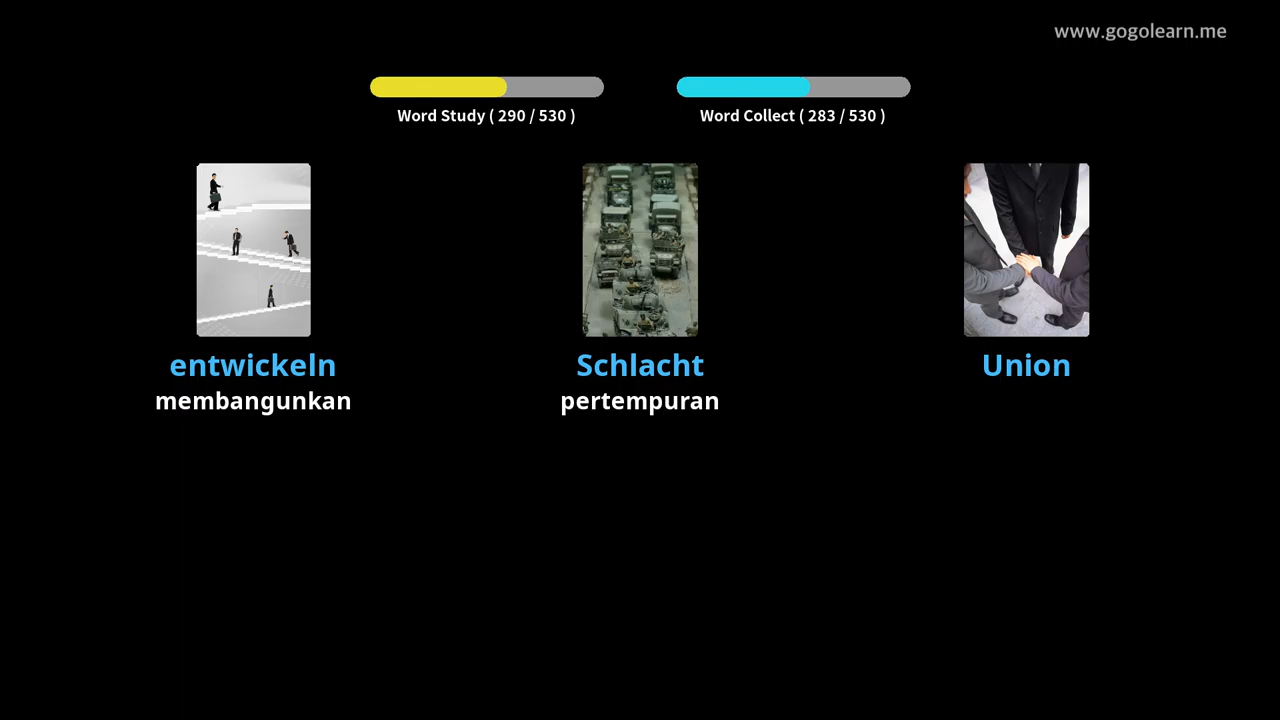 www.gogolearn.me
Word Study ( 290 / 530 )
Word Collect ( 283 / 530 )
entwickeln
membangunkan
Schlacht
pertempuran
Union